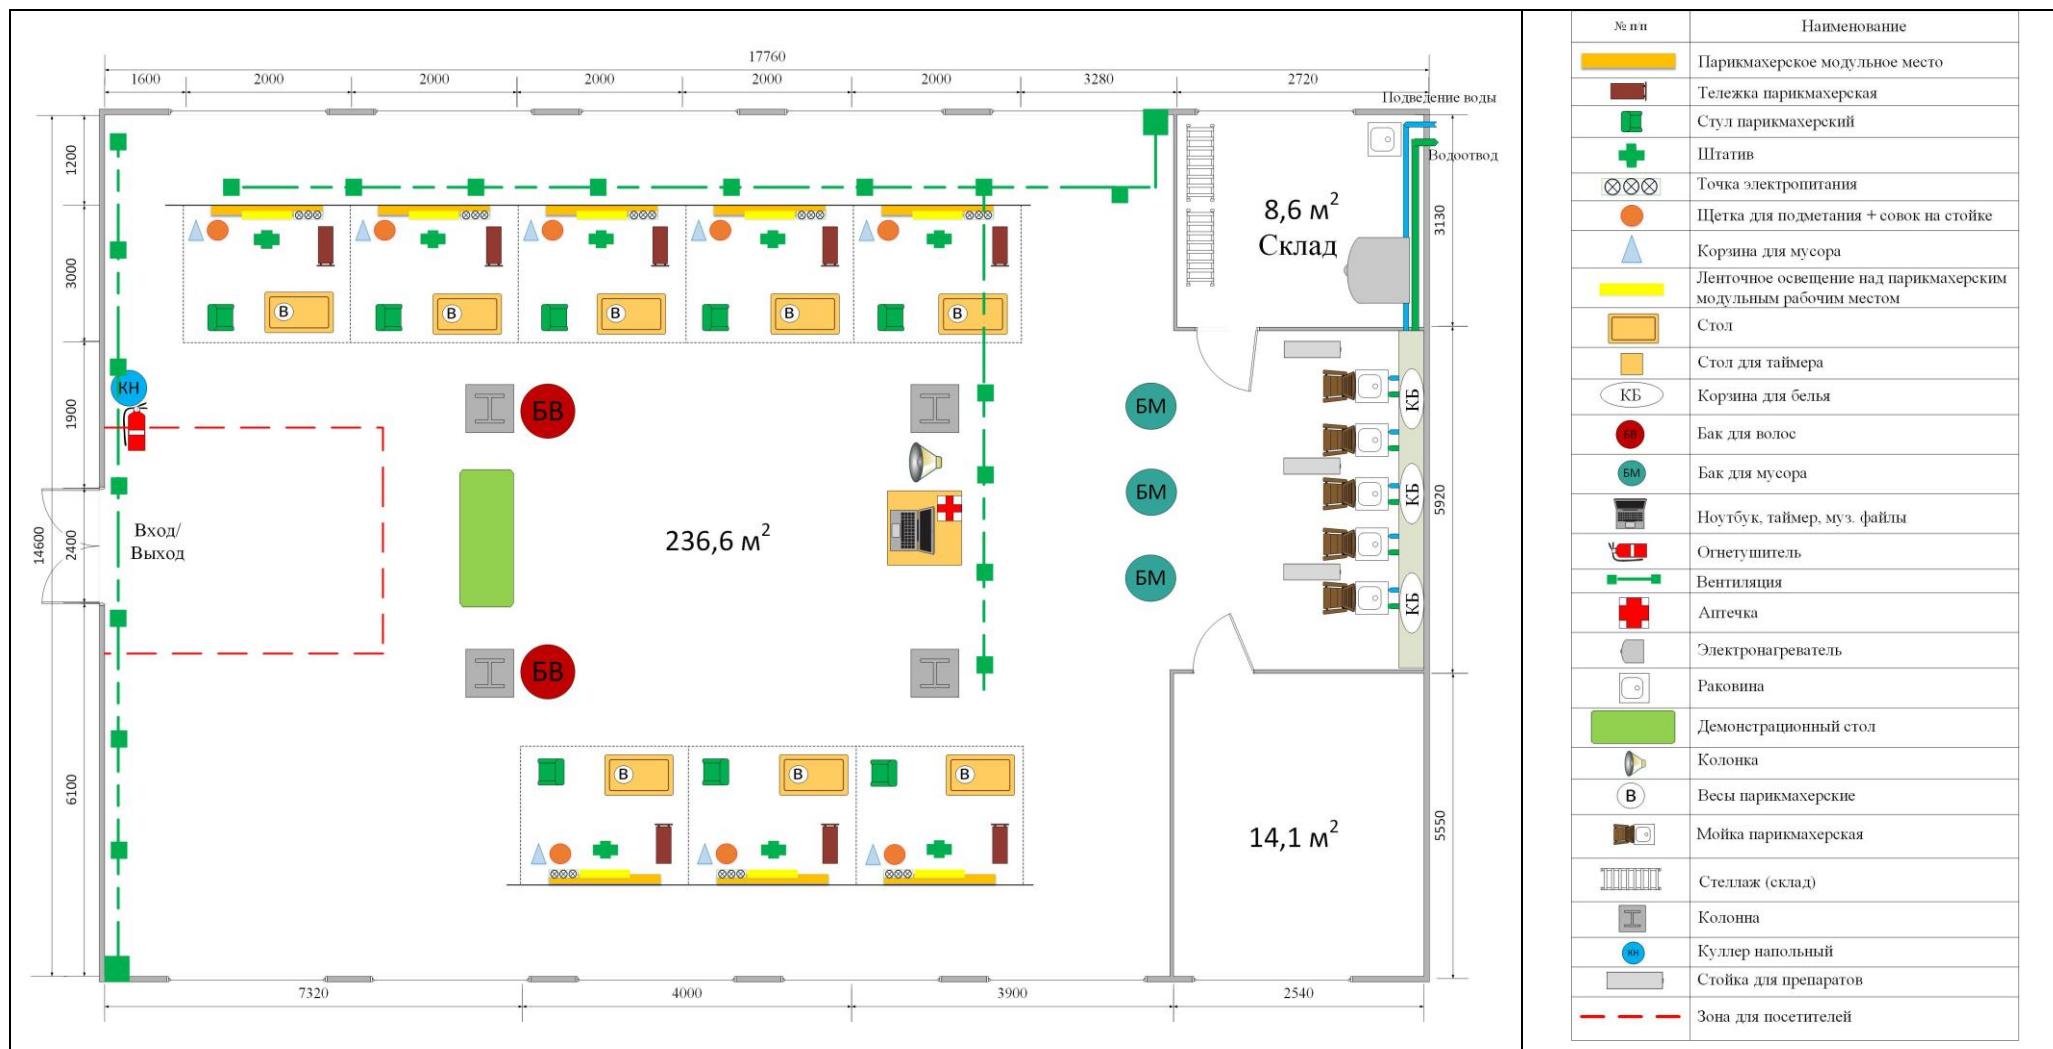 17760
1600
2000
2000
2000
2000
2000
3280
2720
Подведение воды
Водоотвод
1200
3000
1900
14600
2400
6100
8,6 м²
Склад
3130
В
В
В
В
В
КН
БВ
БМ
КБ
БМ
КБ
5920
Вход/
Выход
236,6 м²
БМ
КБ
БВ
В
В
В
14,1 м²
5550
7320
4000
3900
2540
№ п/п
Наименование
Парикмахерское модульное место
Тележка парикмахерская
Стул парикмахерский
Штатив
Точка электропитания
Щетка для подметания + совок на стойке
Корзина для мусора
Ленточное освещение над парикмахерским
модульным рабочим местом
Стол
Стол для таймера
КБ
Корзина для белья
БВ
Бак для волос
БМ
Бак для мусора
Ноутбук, таймер, муз. файлы
Огнетушитель
Вентиляция
Аптечка
Электронагреватель
Раковина
Демонстрационный стол
Колонка
В
Весы парикмахерские
Мойка парикмахерская
Стеллаж (склад)
Колонна
КН
Куллер напольный
Стойка для препаратов
Зона для посетителей